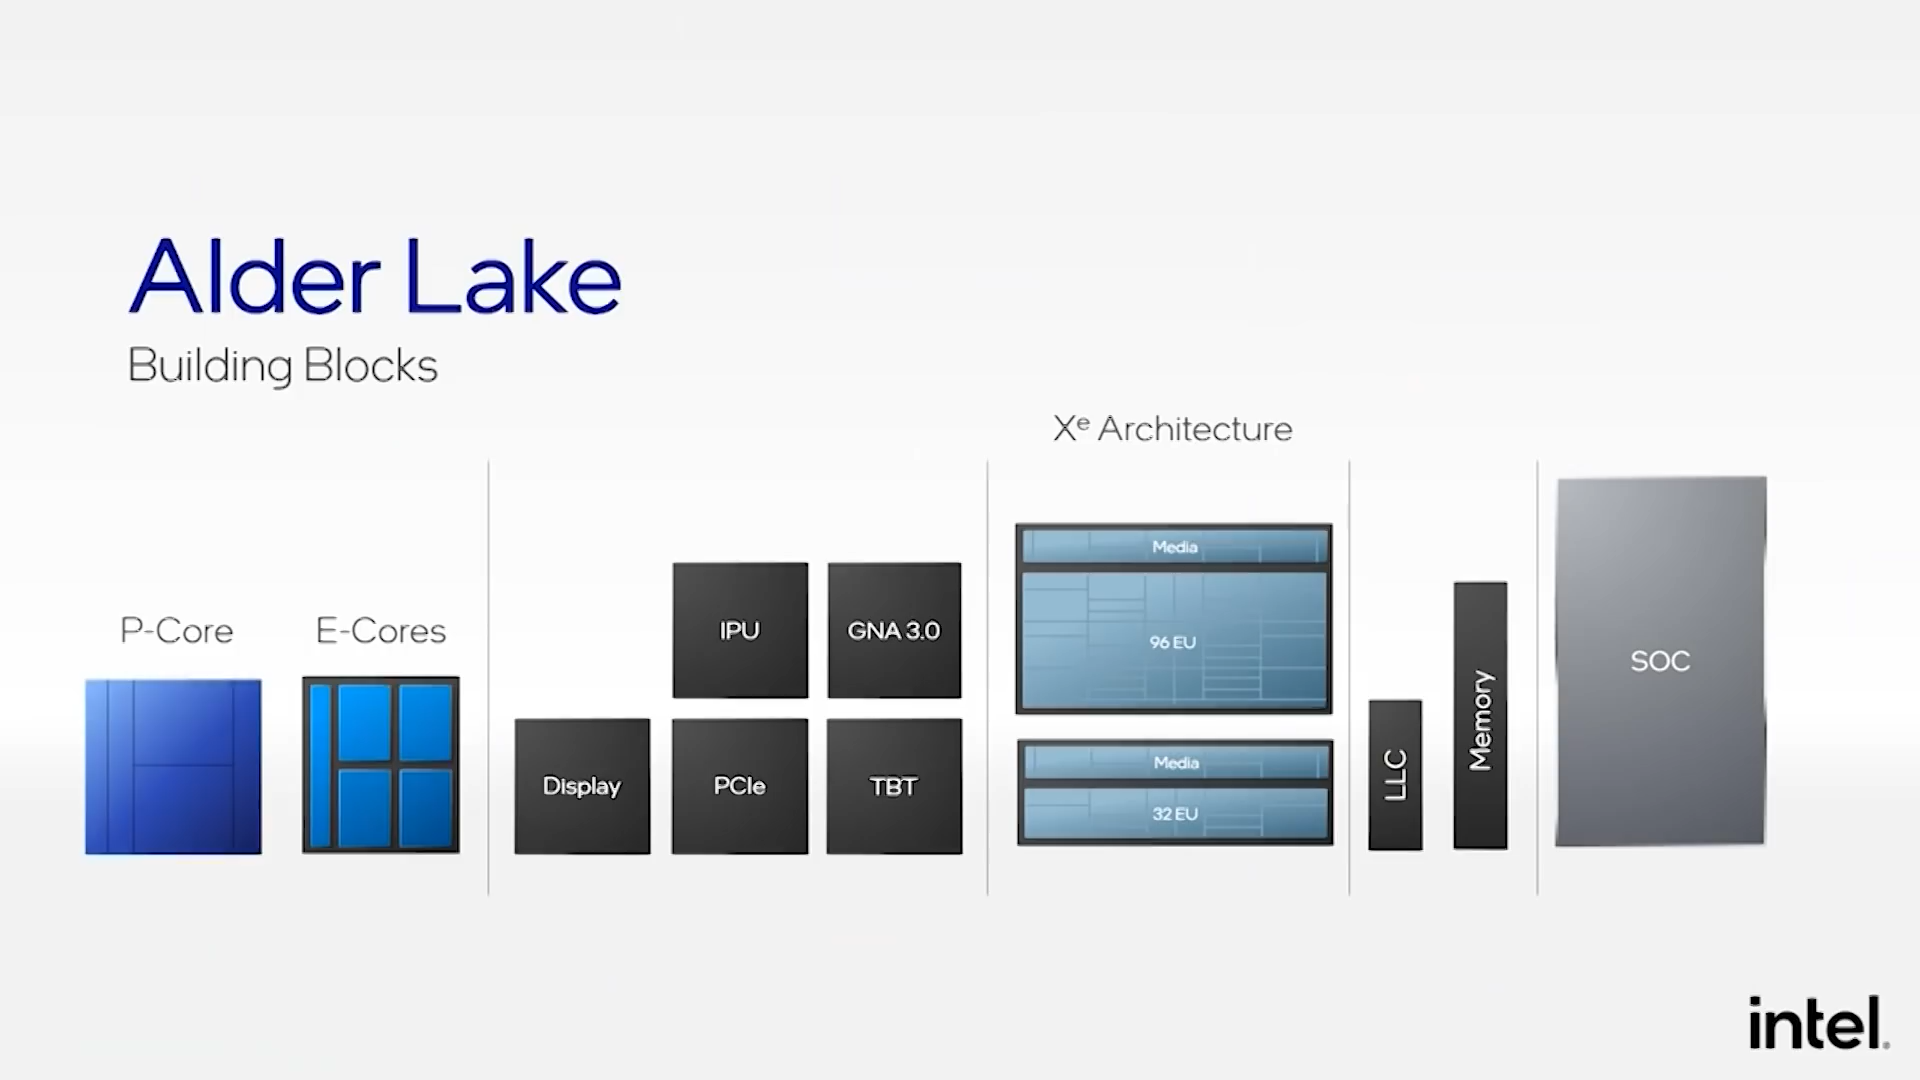 Alder Lake
Building Blocks
P-Core
E-Cores
IPU
GNA 3.0
Display
PCIe
TBT
Xᵉ Architecture
Media
96 EU
Media
32 EU
LLC
Memory
SOC
intel.